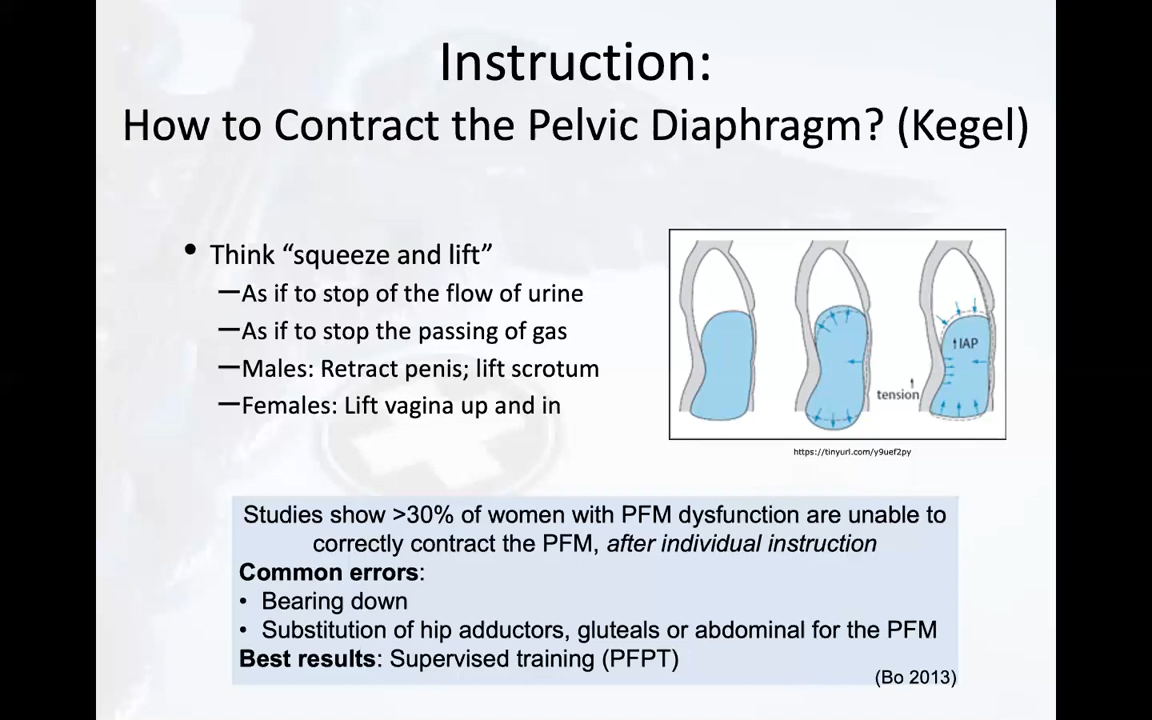 Instruction:
How to Contract the Pelvic Diaphragm? (Kegel)
• Think “squeeze and lift”
—As if to stop of the flow of urine
—As if to stop the passing of gas
—Males: Retract penis; lift scrotum
—Females: Lift vagina up and in
IAP
tension
https://tinyurl.com/y9uef2py
Studies show >30% of women with PFM dysfunction are unable to
correctly contract the PFM, after individual instruction
Common errors:
• Bearing down
• Substitution of hip adductors, gluteals or abdominal for the PFM
Best results: Supervised training (PFPT)
(Bo 2013)